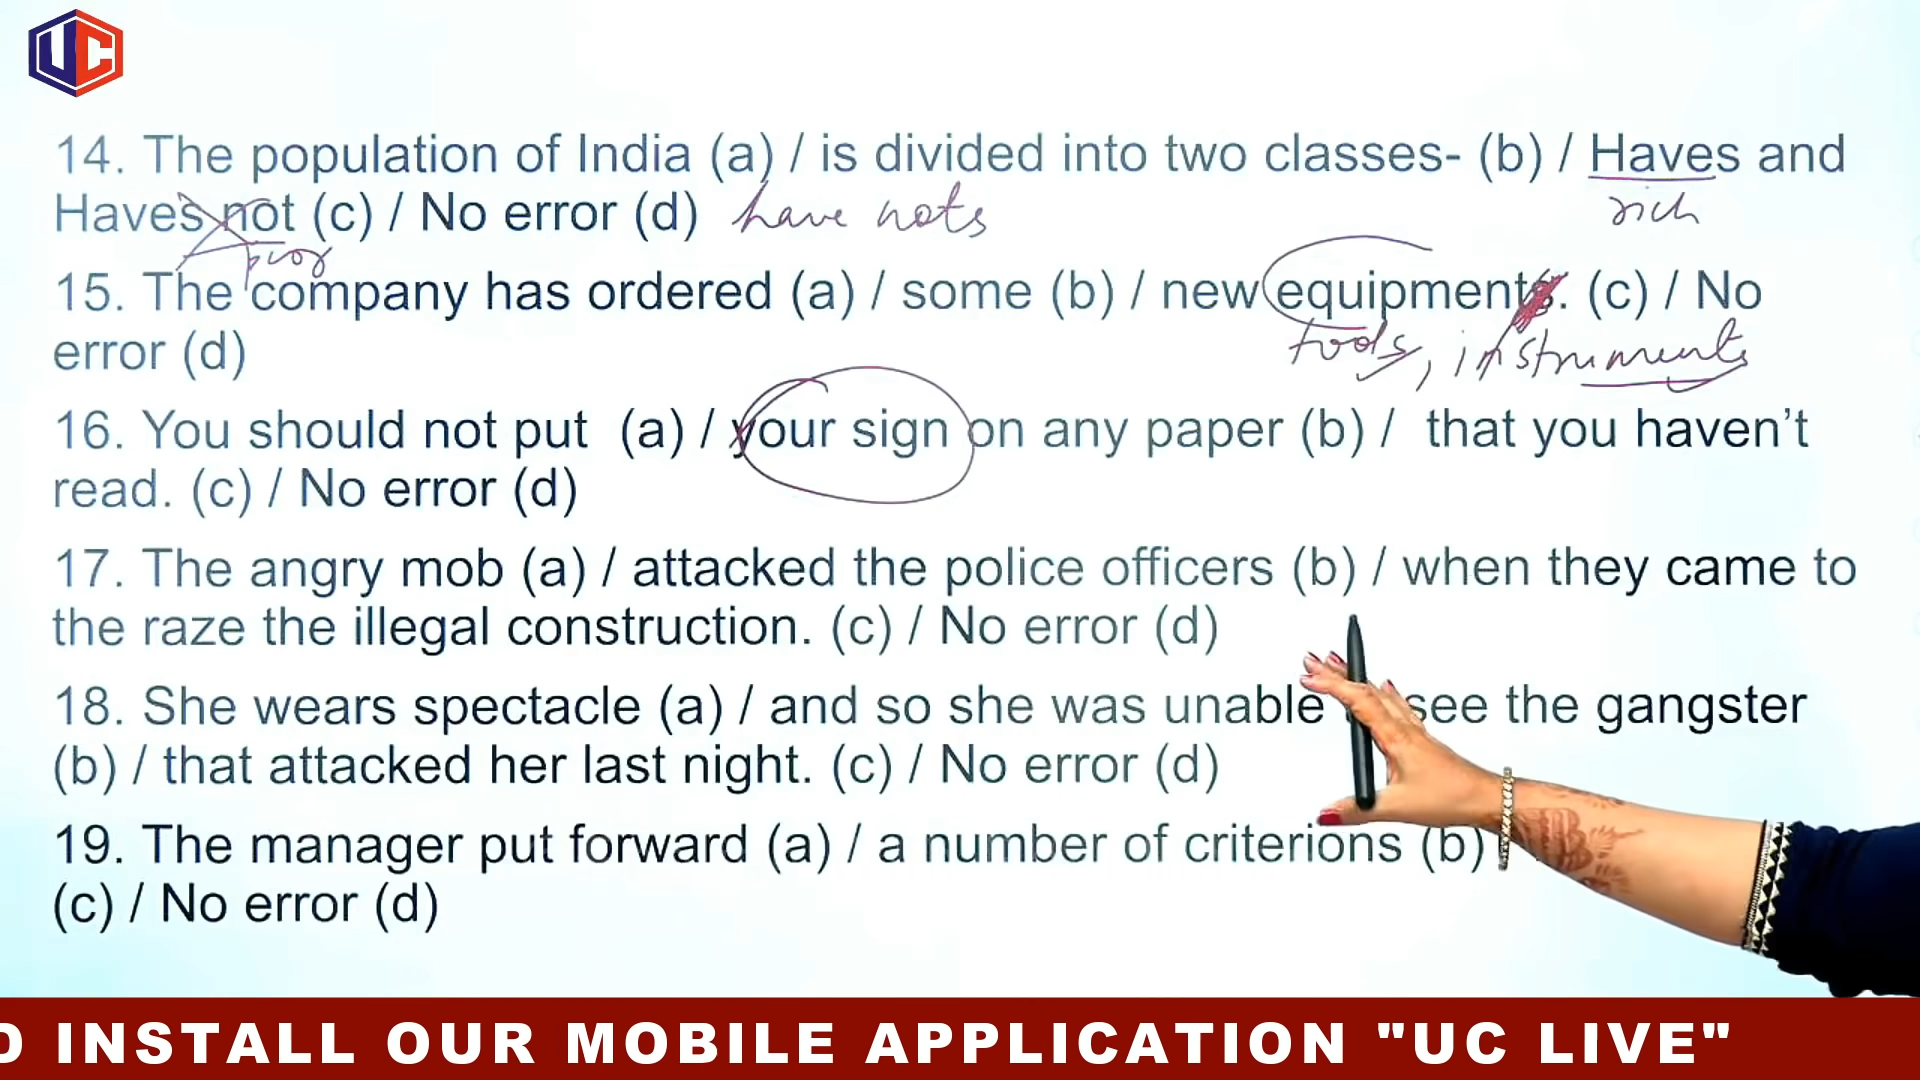 UC
14. The population of India (a) / is divided into two classes- (b) / Haves and
Haves not (c) / No error (d) have nots rich
poor
15. The company has ordered (a) / some (b) / new equipments. (c) / No
error (d) tools, instruments
16. You should not put (a) / your sign on any paper (b) / that you haven’t
read. (c) / No error (d)
17. The angry mob (a) / attacked the police officers (b) / when they came to
the raze the illegal construction. (c) / No error (d)
18. She wears spectacle (a) / and so she was unable see the gangster
(b) / that attacked her last night. (c) / No error (d)
19. The manager put forward (a) / a number of criterions (b)
(c) / No error (d)
INSTALL OUR MOBILE APPLICATION "UC LIVE"